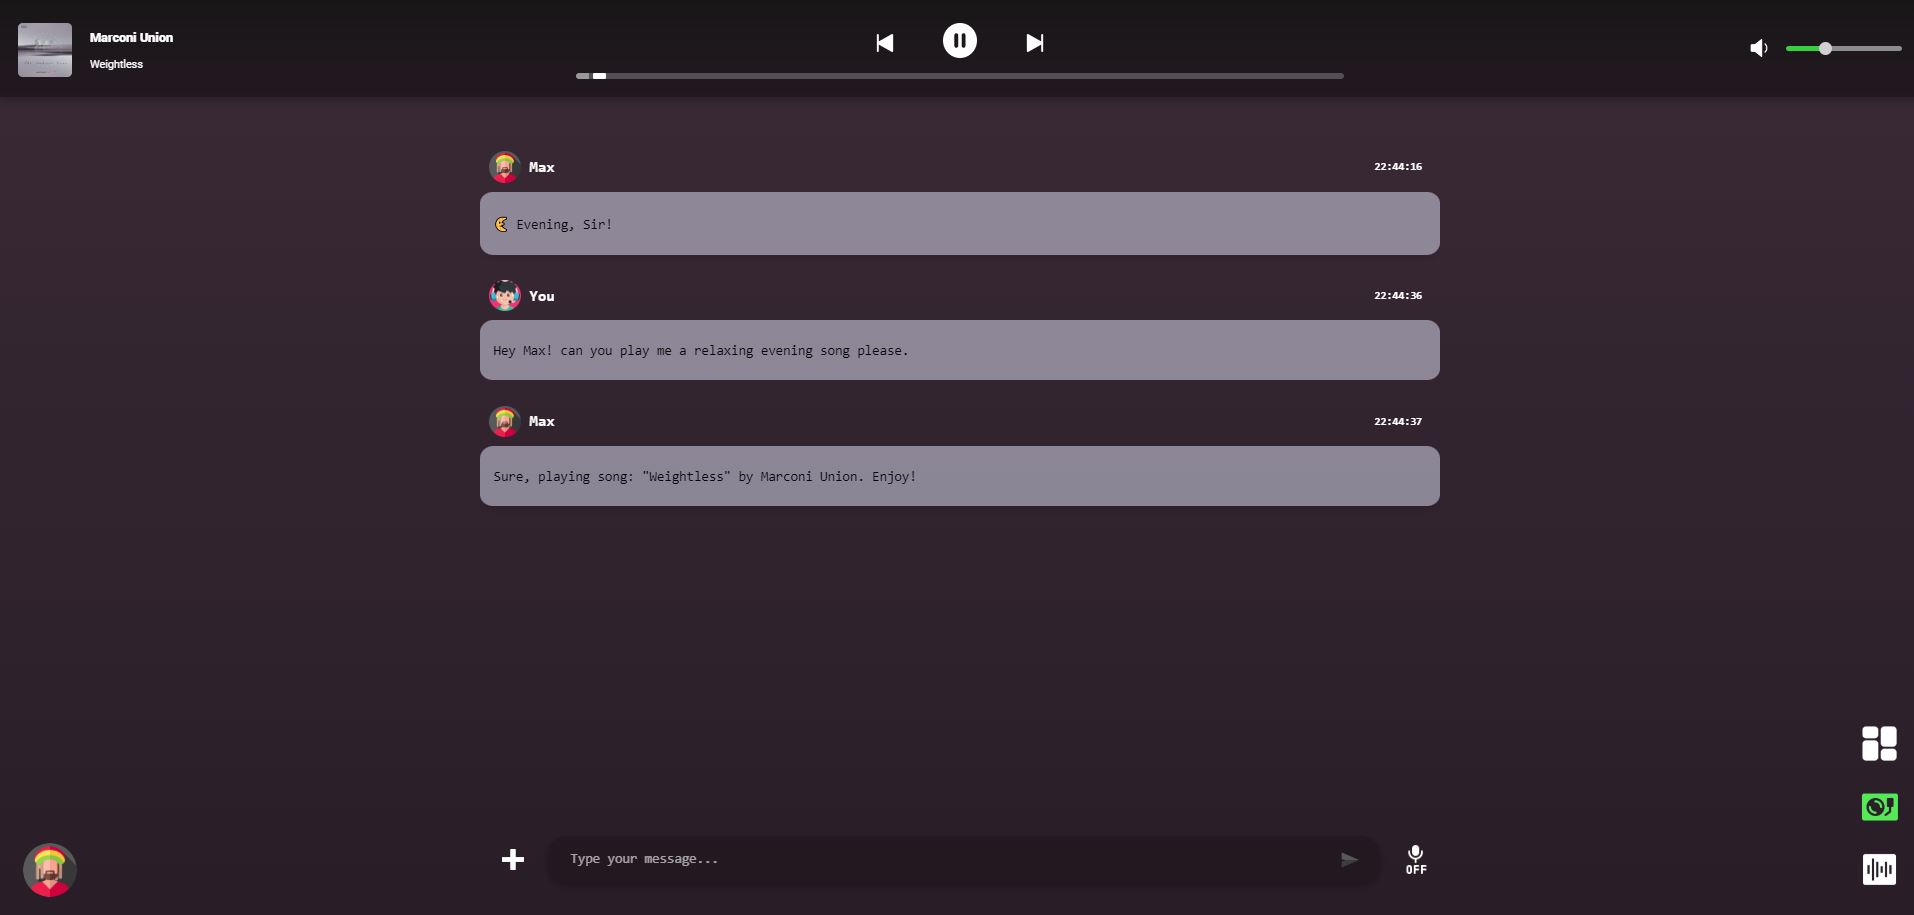 Marconi Union
Weightless
Max 22:44:16
Evening, Sir!
You 22:44:36
Hey Max! can you play me a relaxing evening song please.
Max 22:44:37
Sure, playing song: "Weightless" by Marconi Union. Enjoy!
Type your message...
OFF